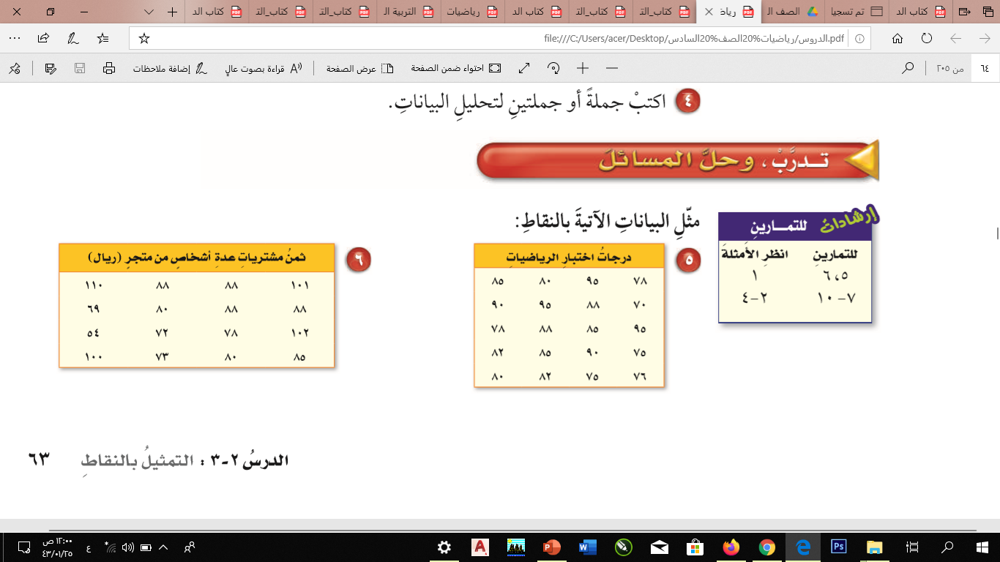 كتاب الد
تم تسجيا
الصف ال
رياض
كتاب_الت
كتاب الد
رياضيات
التربية ال
كتاب_الت
كتاب_الت
كتاب الد
file:///C:/Users/acer/Desktop/الدروس/رياضيات%20الصف%20السادس.pdf
٦٤ من ٢٠٥
احتواء ضمن الصفحة
عرض الصفحة
قراءة بصوت عالٍ
إضافة ملاحظات
٤ اكتبْ جملةً أو جملتينِ لتحليلِ البياناتِ.
تـدرَّبْ، وحلَّ المسائلَ
إرشاداتٌ للتمـــارينِ
للتمارينِ انظرِ الأمثلةَ
٥، ٦ ١
٧-١٠ ٢-٤
مثّلِ البياناتِ الآتيةَ بالنقاطِ:
٥
درجاتُ اختبارِ الرياضياتِ
٧٨ ٩٥ ٨٠ ٨٥
٧٠ ٨٨ ٩٥ ٩٠
٩٥ ٨٥ ٨٨ ٧٨
٧٥ ٩٠ ٨٥ ٨٢
٧٦ ٧٥ ٨٢ ٨٠
٦
ثمنُ مشترياتِ عدةِ أشخاصٍ من متجرٍ (ريال)
١٠١ ٨٨ ٨٨ ١١٠
٨٨ ٨٨ ٨٠ ٦٩
١٠٢ ٧٨ ٧٢ ٥٤
٨٥ ٨٠ ٧٣ ١٠٠
الدرسُ ٢-٣ : التمثيلُ بالنقاطِ ٦٣
ع
١٢:٠٠ ص
٤٣/٠١/٢٥